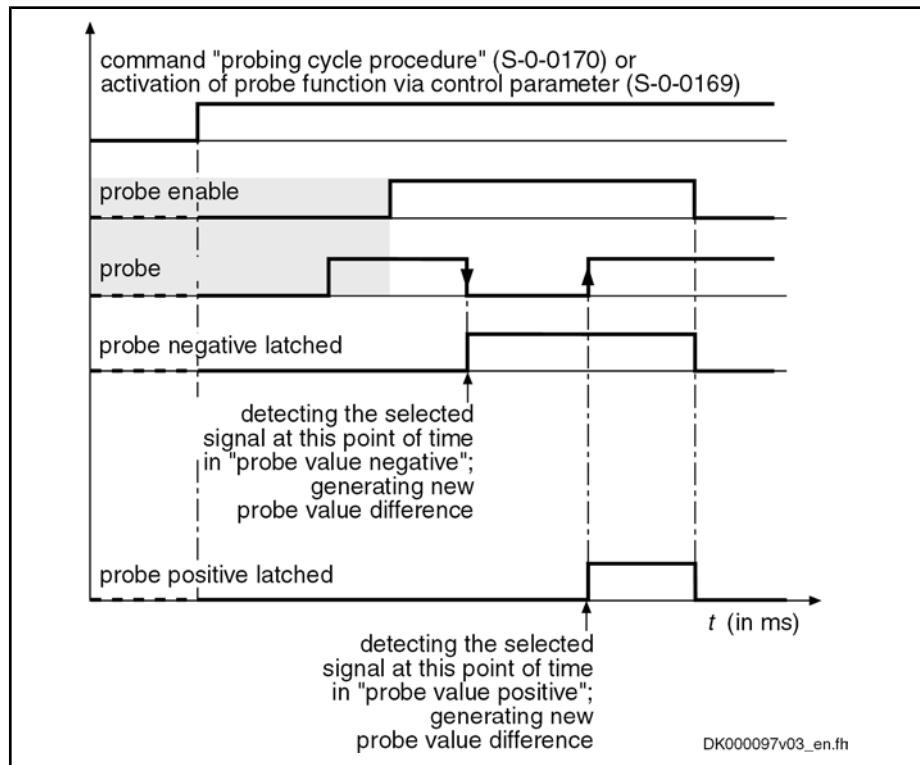 command "probing cycle procedure" (S-0-0170) or
activation of probe function via control parameter (S-0-0169)
probe enable
probe
probe negative latched
detecting the selected
signal at this point of time
in "probe value negative";
generating new
probe value difference
probe positive latched
t (in ms)
detecting the selected
signal at this point of time
in "probe value positive";
generating new
probe value difference
DK000097v03_en.fh